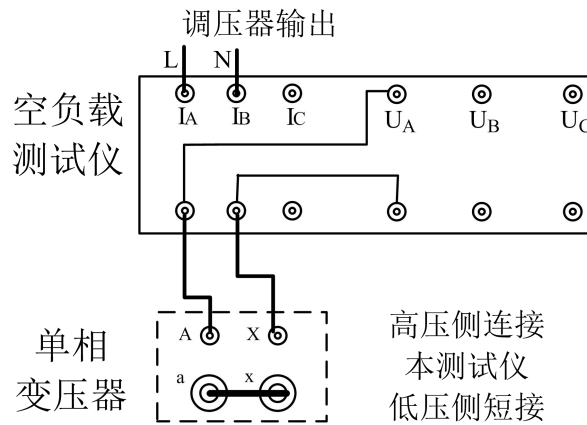 调压器输出
L N
空负载
测试仪
IA IB IC UA UB UC
单相
变压器
A X
a x
高压侧连接
本测试仪
低压侧短接